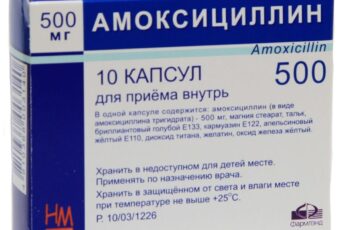 500
мг
АМОКСИЦИЛЛИН
Amoxicillin
10 КАПСУЛ
для приёма внутрь
500
В одной капсуле содержится: амоксициллин (в виде
амоксициллина тригидрата) - 500 мг, магния стеарат, тальк,
бриллиантовый голубой Е133, кармуазин Е122, апельсиновый
жёлтый Е110, диоксид титана, желатин, оксид железа жёлтый
Хранить в недоступном для детей месте.
Применять по назначению врача.
Хранить в защищённом от света и влаги месте
при температуре не выше +25°С.
Р. 10/03/1226
НМ
Фармлэнд